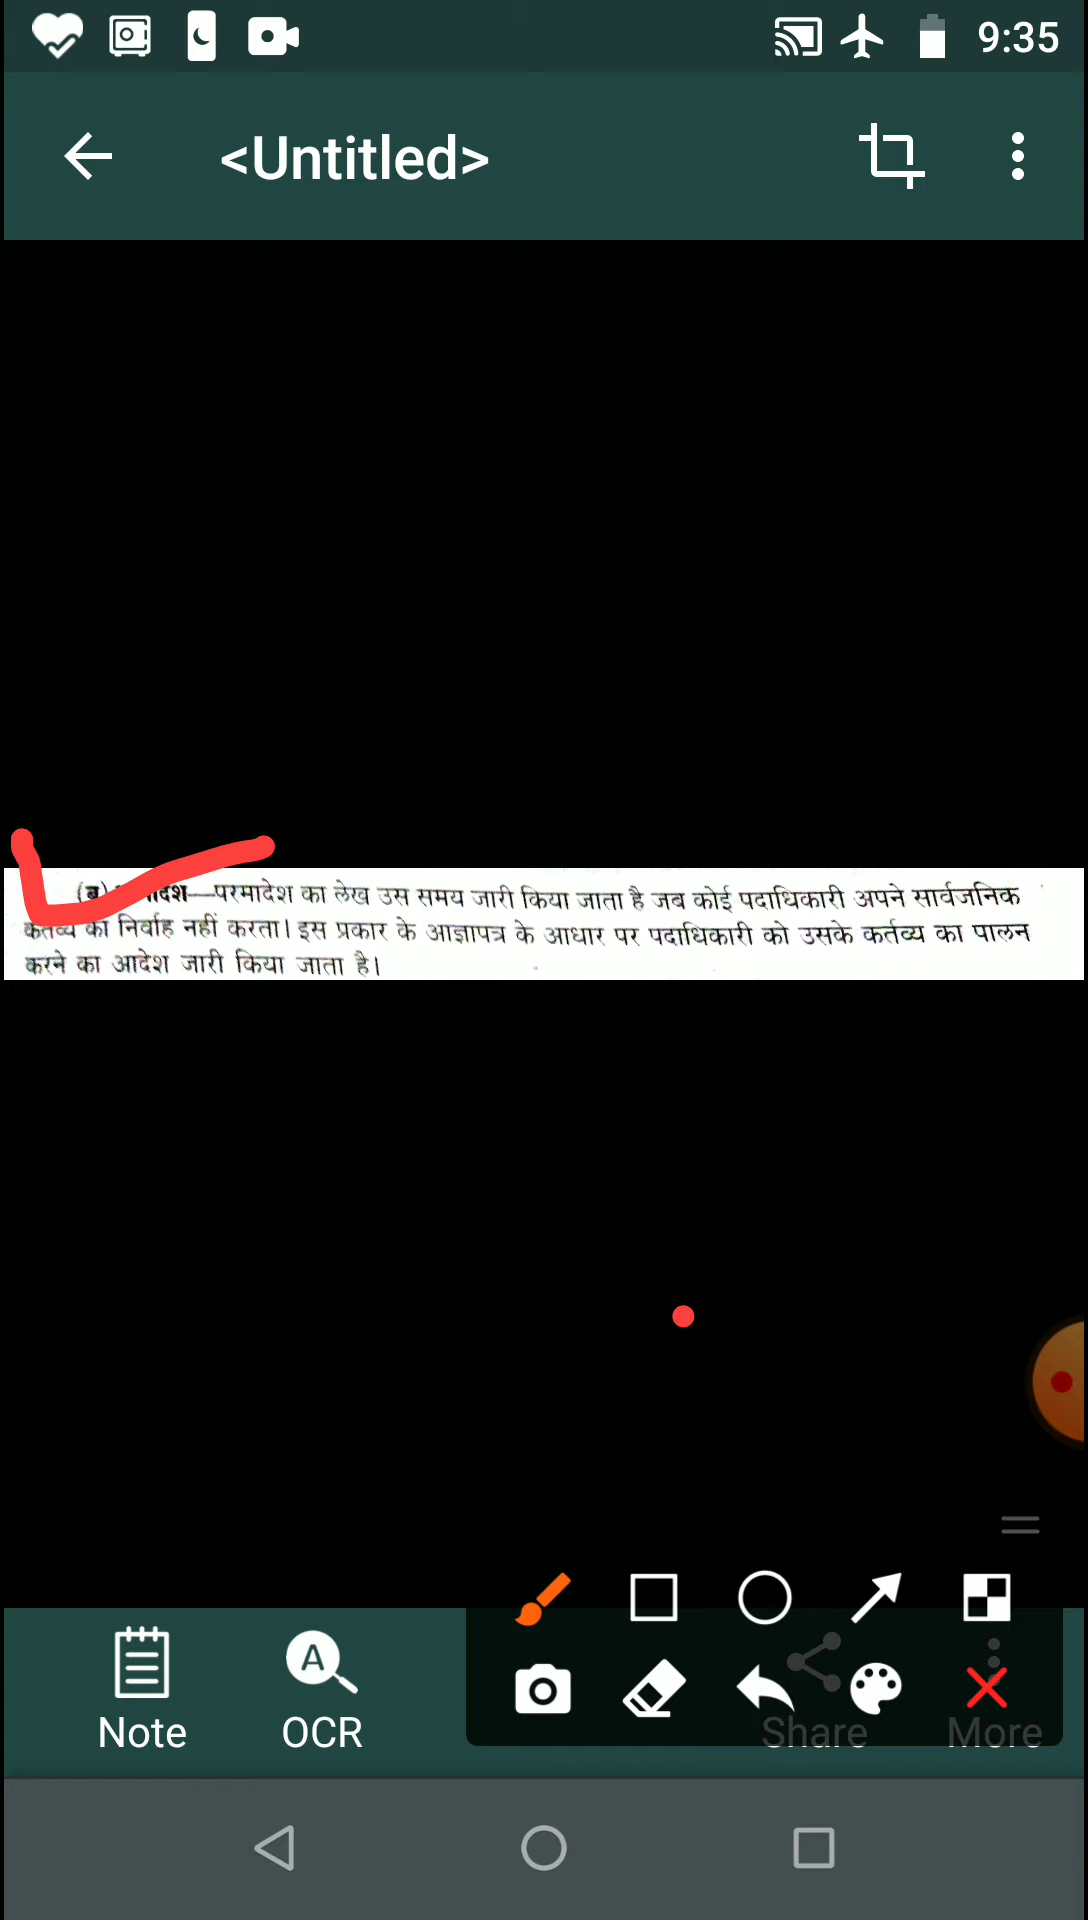 9:35
<Untitled>
(ब) परमादेश—परमादेश का लेख उस समय जारी किया जाता है जब कोई पदाधिकारी अपने सार्वजनिक
कर्तव्य का निर्वाह नहीं करता। इस प्रकार के आज्ञापत्र के आधार पर पदाधिकारी को उसके कर्तव्य का पालन
करने का आदेश जारी किया जाता है।
Note OCR Share More